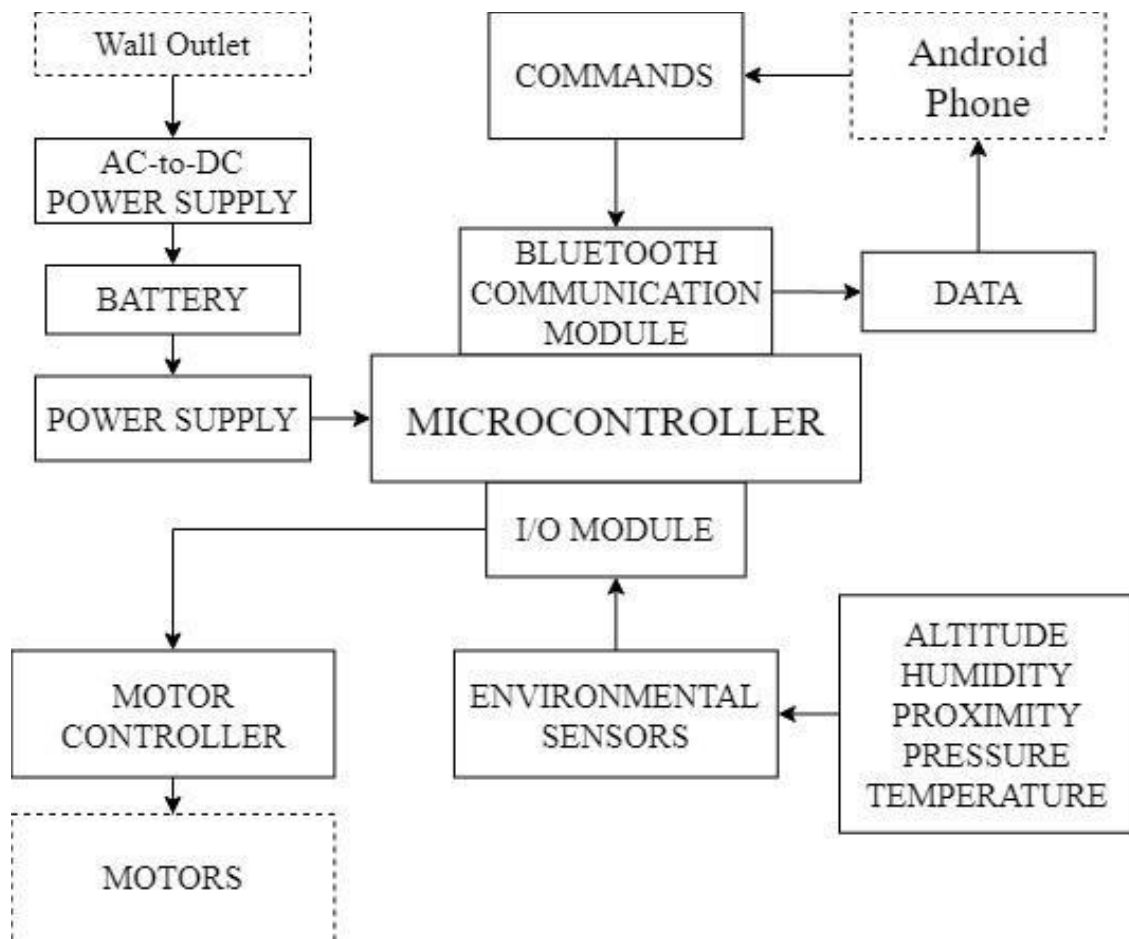 Wall Outlet
AC-to-DC
POWER SUPPLY
BATTERY
POWER SUPPLY
COMMANDS
Android
Phone
BLUETOOTH
COMMUNICATION
MODULE
DATA
MICROCONTROLLER
I/O MODULE
MOTOR
CONTROLLER
MOTORS
ENVIRONMENTAL
SENSORS
ALTITUDE
HUMIDITY
PROXIMITY
PRESSURE
TEMPERATURE